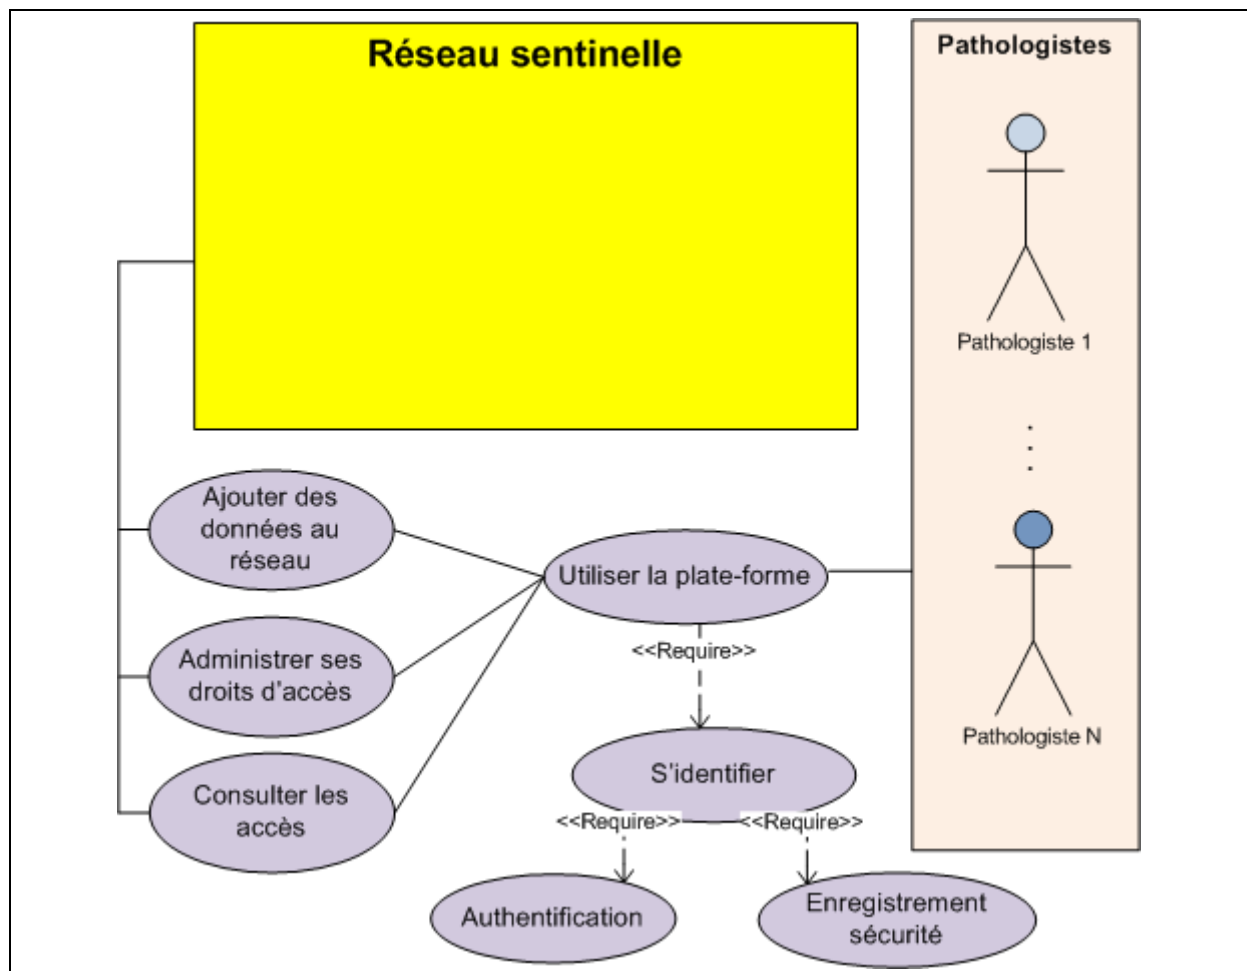 Réseau sentinelle
Pathologistes
Pathologiste 1
Pathologiste N
Ajouter des
données au
réseau
Utiliser la plate-forme
<<Require>>
Administrer ses
droits d'accès
S'identifier
Consulter les
accès
<<Require>>
<<Require>>
Authentification
Enregistrement
sécurité